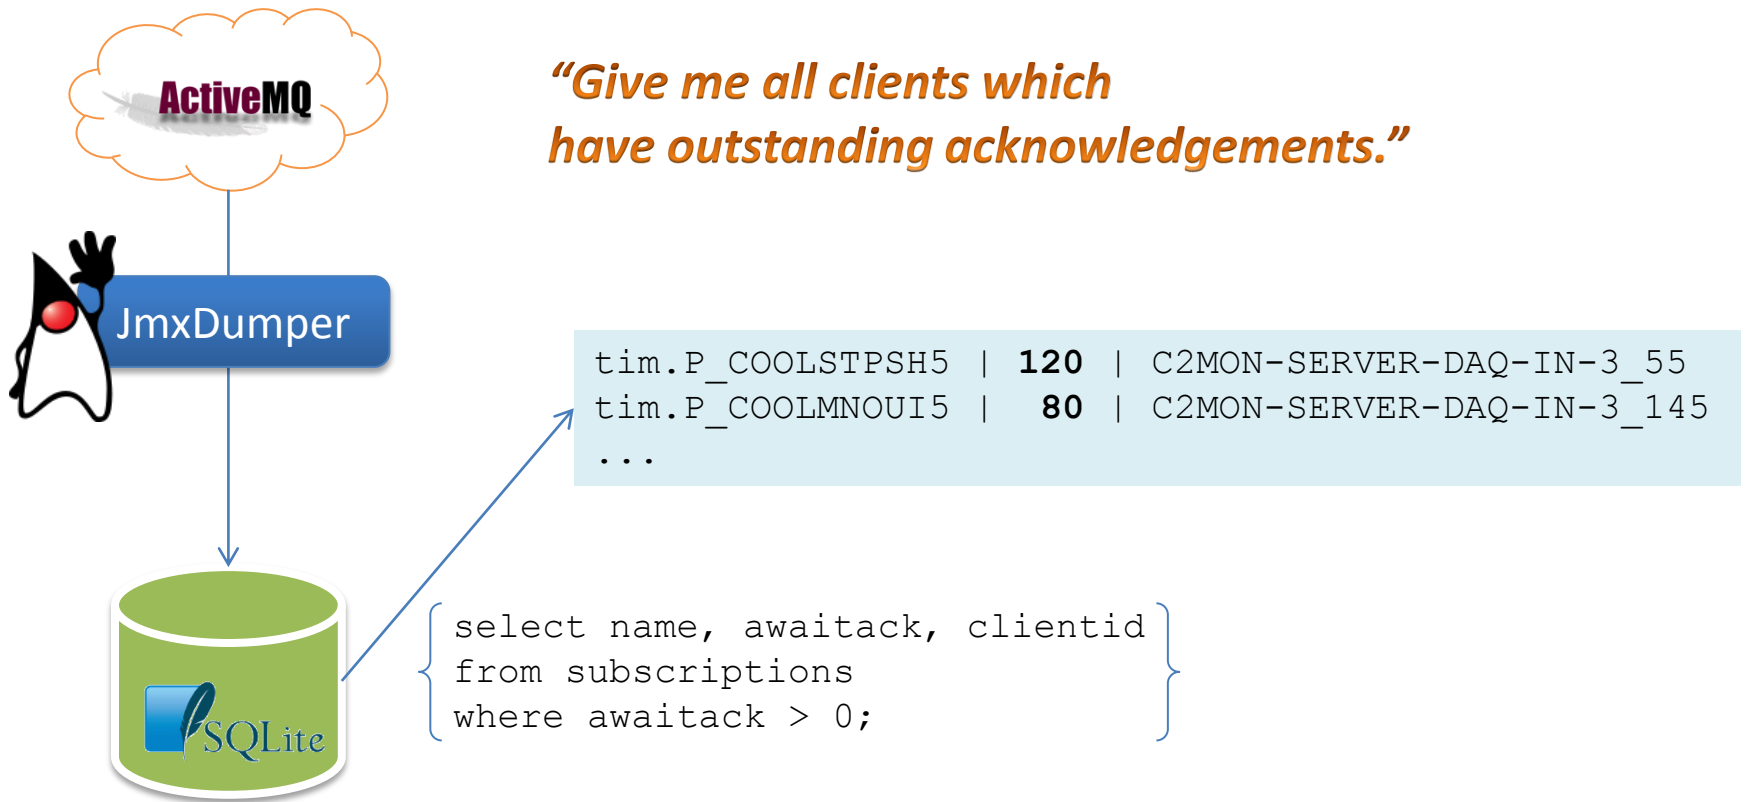 ActiveMQ
“Give me all clients which
have outstanding acknowledgements.”
JmxDumper
tim.P_COOLSTPSH5 | 120 | C2MON-SERVER-DAQ-IN-3_55
tim.P_COOLMNOUI5 | 80 | C2MON-SERVER-DAQ-IN-3_145
...
select name, awaitack, clientid
from subscriptions
where awaitack > 0;
SQLite